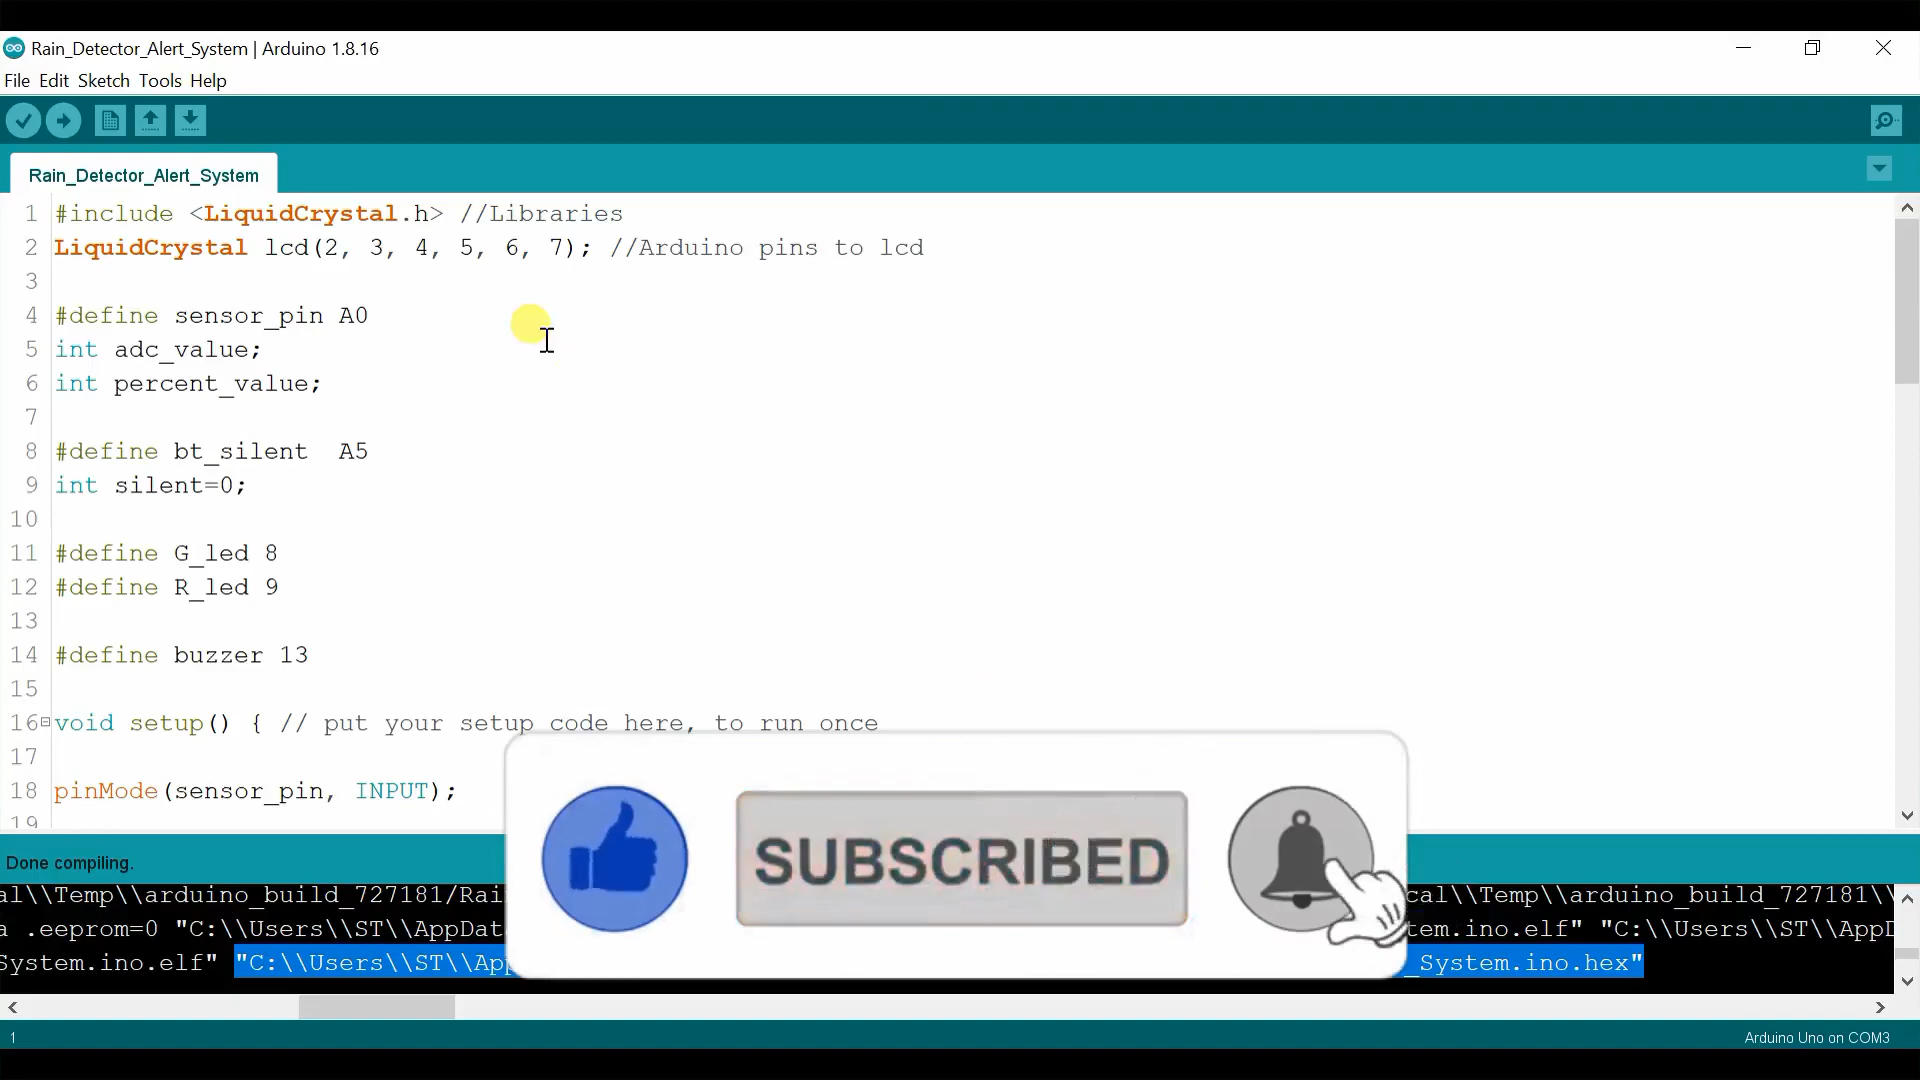 Rain_Detector_Alert_System | Arduino 1.8.16
File Edit Sketch Tools Help
Rain_Detector_Alert_System
1 #include <LiquidCrystal.h> //Libraries
2 LiquidCrystal lcd(2, 3, 4, 5, 6, 7); //Arduino pins to lcd
3
4 #define sensor_pin A0
5 int adc_value;
6 int percent_value;
7
8 #define bt_silent  A5
9 int silent=0;
10
11 #define G_led 8
12 #define R_led 9
13
14 #define buzzer 13
15
16 void setup() { // put your setup code here, to run once
17
18 pinMode(sensor_pin, INPUT);
19
SUBSCRIBED
Done compiling.
cal\\Temp\\arduino_build_727181/Rai cal\\Temp\\arduino_build_727181\\
a .eeprom=0 "C:\\Users\\ST\\AppDat tem.ino.elf" "C:\\Users\\ST\\AppD
System.ino.elf" "C:\\Users\\ST\\App _System.ino.hex"
1
Arduino Uno on COM3